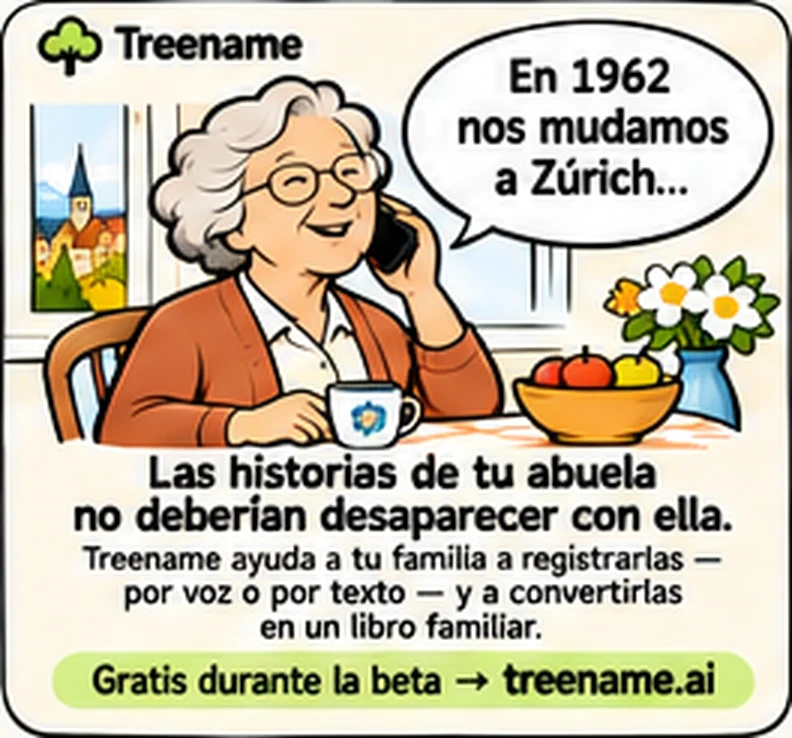 Treename
En 1962
nos mudamos
a Zúrich...
Las historias de tu abuela
no deberían desaparecer con ella.
Treename ayuda a tu familia a registrarlas —
por voz o por texto — y a convertirlas
en un libro familiar.
Gratis durante la beta → treename.ai